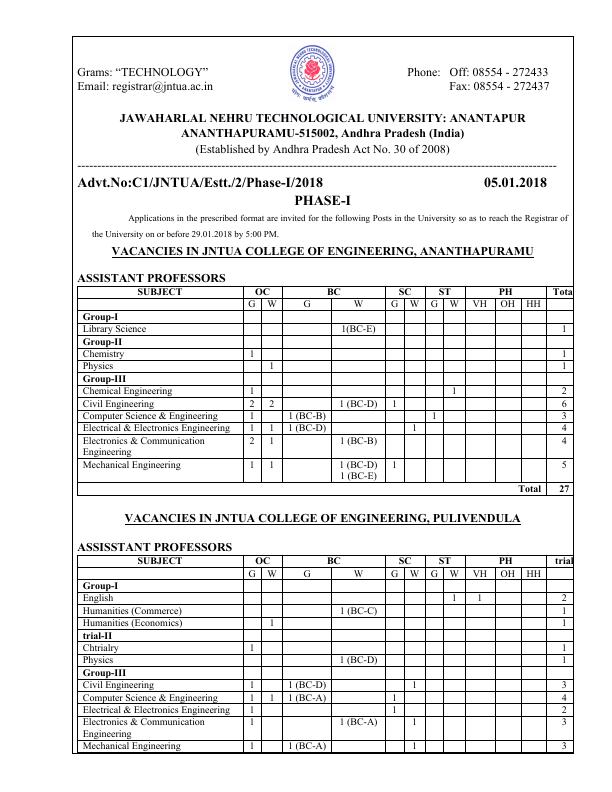 Grams: “TECHNOLOGY”
Email: registrar@jntua.ac.in
Phone: Off: 08554 - 272433
Fax: 08554 - 272437
JAWAHARLAL NEHRU TECHNOLOGICAL UNIVERSITY: ANANTAPUR
ANANTHAPURAMU-515002, Andhra Pradesh (India)
(Established by Andhra Pradesh Act No. 30 of 2008)
Advt.No:C1/JNTUA/Estt./2/Phase-I/2018 05.01.2018
PHASE-I
Applications in the prescribed format are invited for the following Posts in the University so as to reach the Registrar of
the University on or before 29.01.2018 by 5:00 PM.
VACANCIES IN JNTUA COLLEGE OF ENGINEERING, ANANTHAPURAMU
ASSISTANT PROFESSORS
SUBJECT OC BC SC ST PH Tota
G W G W G W G W VH OH HH
Group-I
Library Science 1(BC-E) 1
Group-II
Chemistry 1 1
Physics 1 1
Group-III
Chemical Engineering 1 1 2
Civil Engineering 2 2 1 (BC-D) 1 6
Computer Science & Engineering 1 1 (BC-B) 1 3
Electrical & Electronics Engineering 1 1 1 (BC-D) 1 4
Electronics & Communication 2 1 1 (BC-B) 4
Engineering
Mechanical Engineering 1 1 1 (BC-D) 1 5
1 (BC-E)
Total 27
VACANCIES IN JNTUA COLLEGE OF ENGINEERING, PULIVENDULA
ASSISSTANT PROFESSORS
SUBJECT OC BC SC ST PH trial
G W G W G W G W VH OH HH
Group-I
English 1 1 2
Humanities (Commerce) 1 (BC-C) 1
Humanities (Economics) 1 1
trial-II
Chtrialry 1 1
Physics 1 (BC-D) 1
Group-III
Civil Engineering 1 1 (BC-D) 1 3
Computer Science & Engineering 1 1 1 (BC-A) 1 4
Electrical & Electronics Engineering 1 1 2
Electronics & Communication 1 1 (BC-A) 1 3
Engineering
Mechanical Engineering 1 1 (BC-A) 1 3